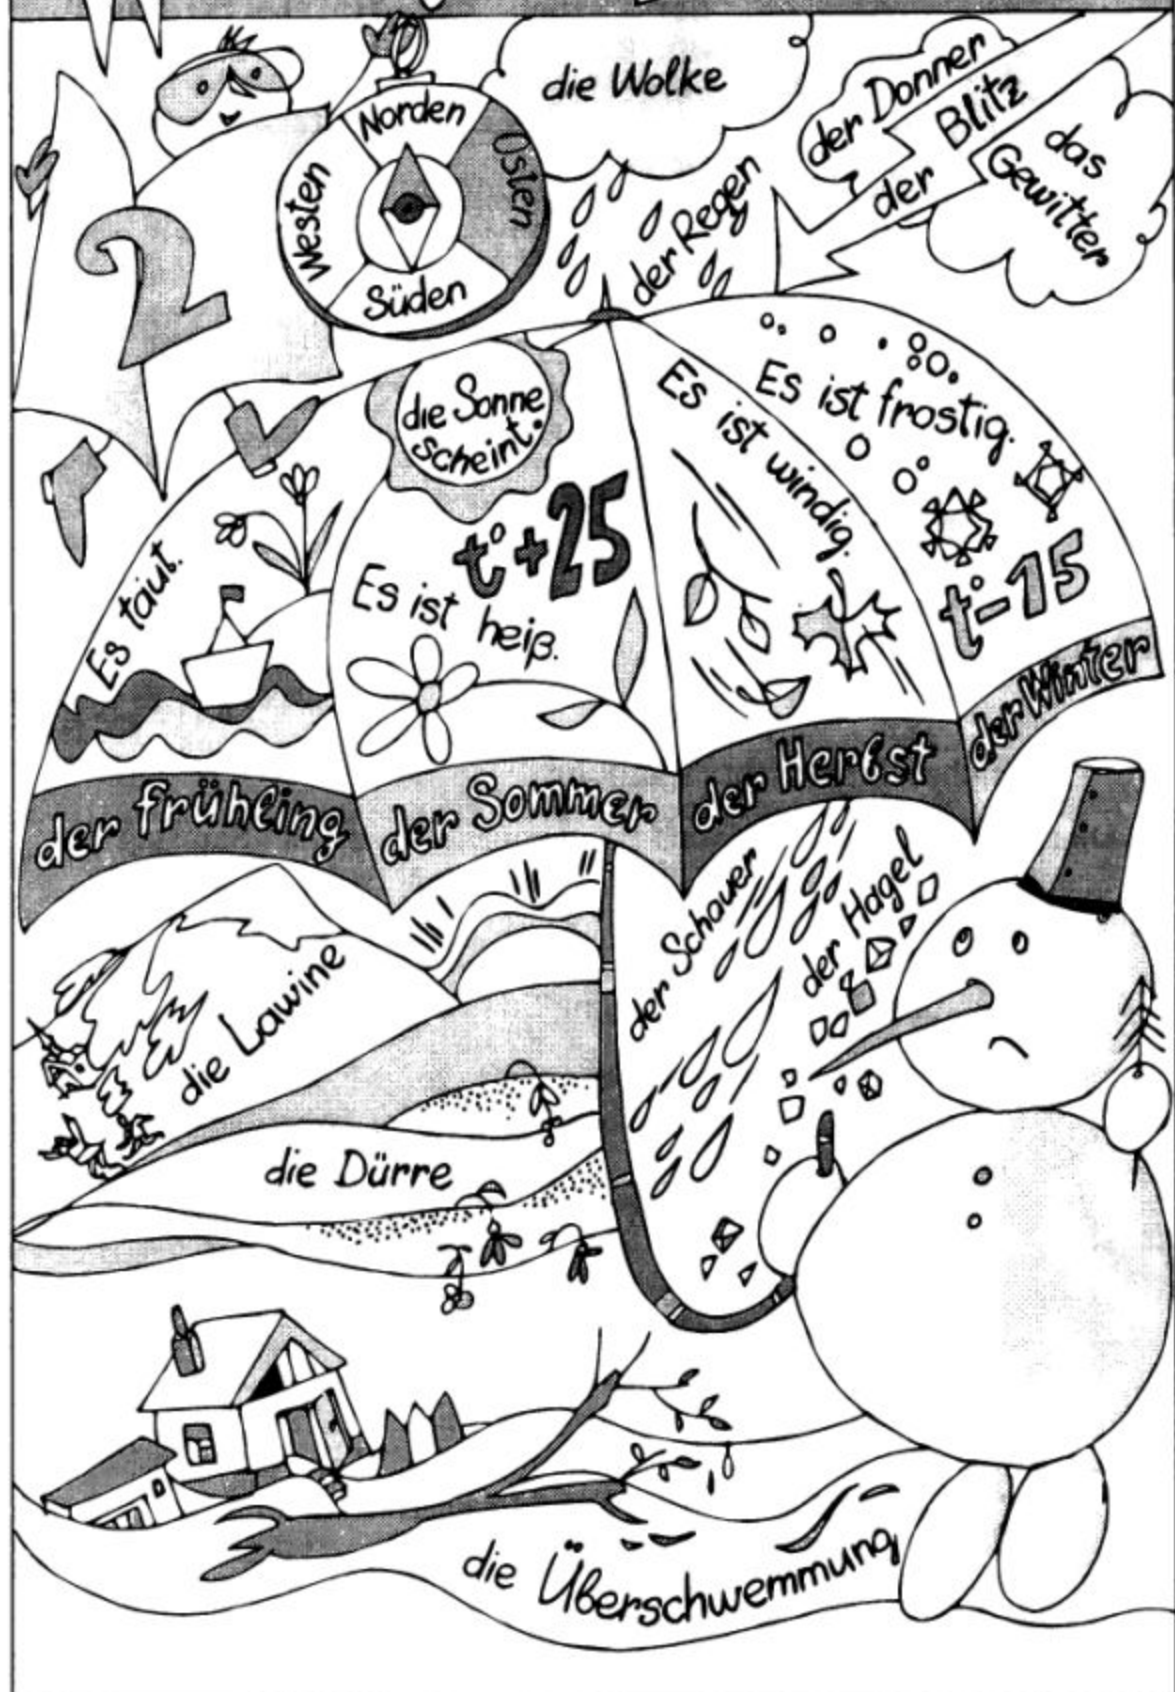 die Wolke
der Donner
der Blitz
das
Gewitter
Norden
Osten
Westen
Süden
2
der Regen
die Sonne
scheint.
t°+25
Es ist heiß.
Es ist windig.
Es ist frostig.
t°-15
Es taut.
der Frühling
der Sommer
der Herbst
der Winter
der Schauer
der Hagel
die Lawine
die Dürre
die Überschwemmung